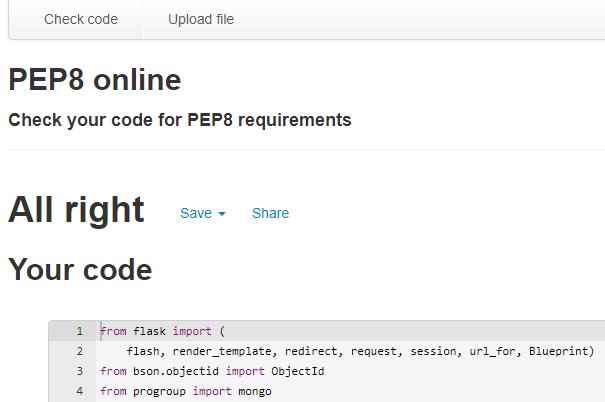 Check code Upload file
PEP8 online
Check your code for PEP8 requirements
All right Save Share
Your code
1 from flask import (
2 flash, render_template, redirect, request, session, url_for, Blueprint)
3 from bson.objectid import ObjectId
4 from progroup import mongo